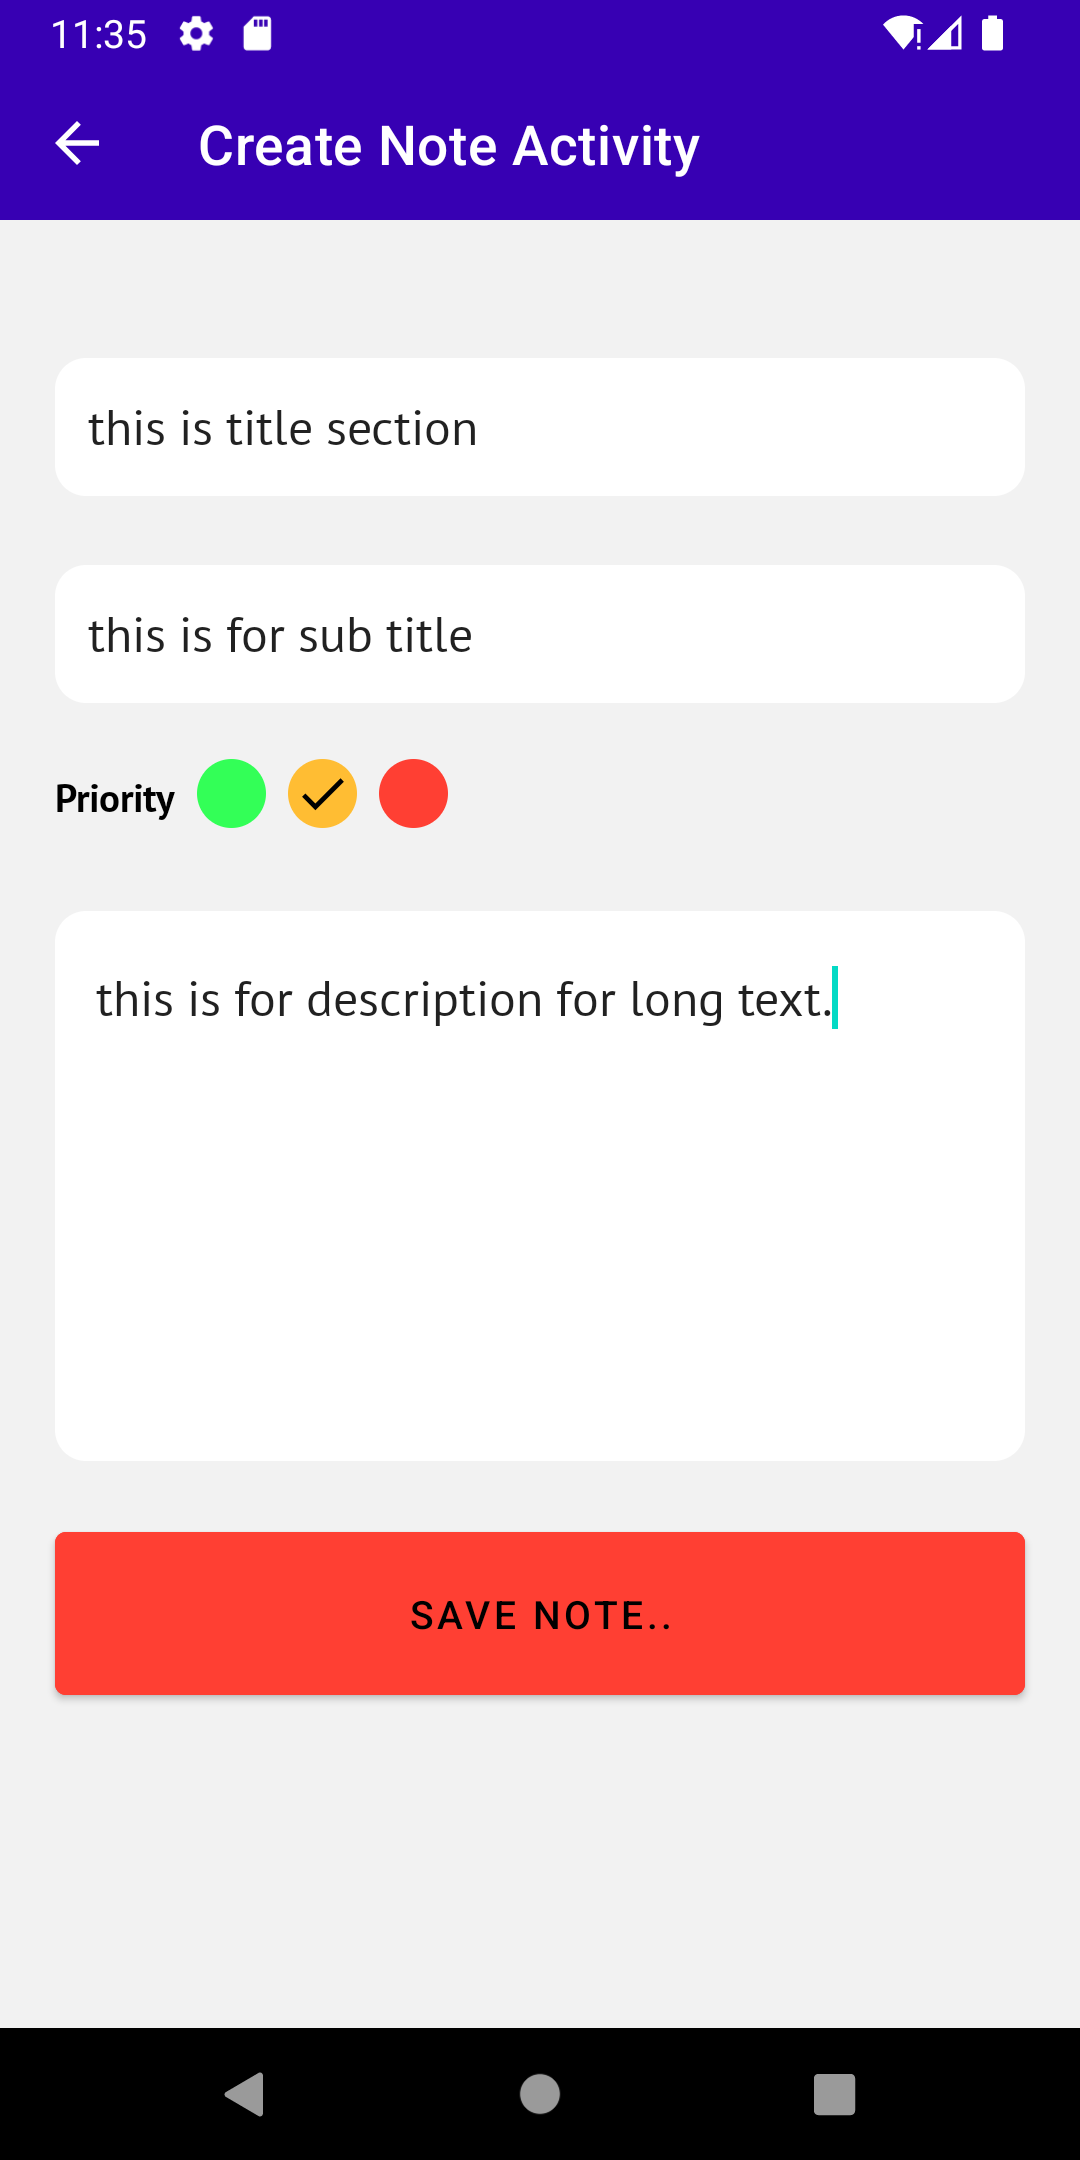 11:35
Create Note Activity
this is title section
this is for sub title
Priority
this is for description for long text.
SAVE NOTE..